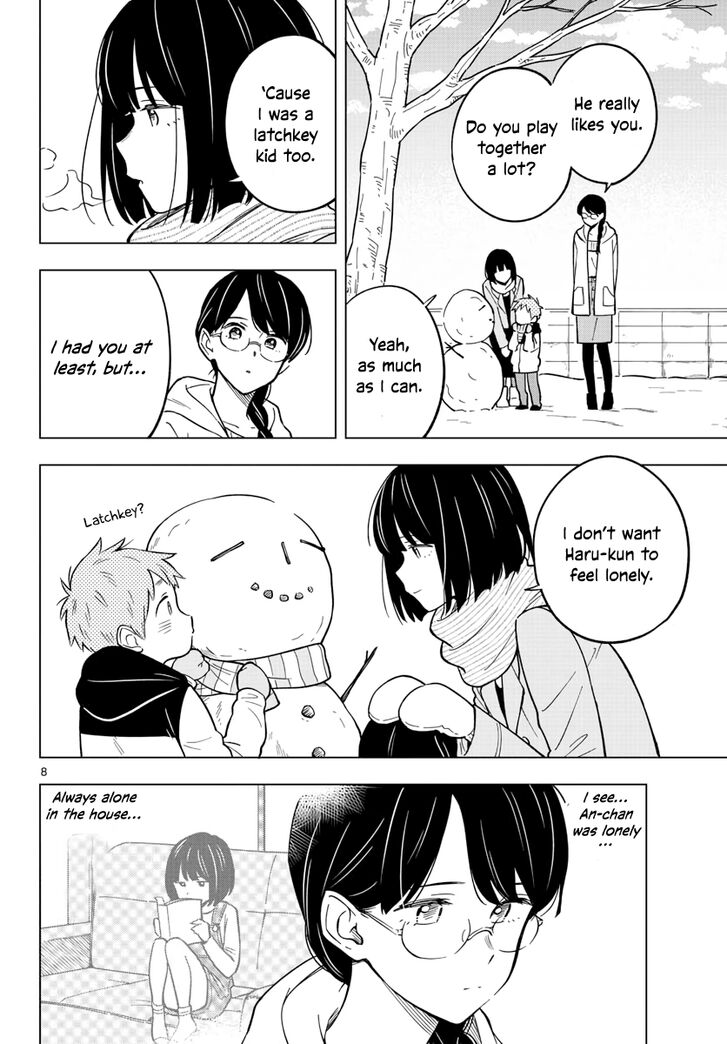 He really
likes you.
Do you play
together
a lot?
Yeah,
as much
as I can.
'Cause
I was a
latchkey
kid too.
I had you at
least, but...
I don't want
Haru-kun to
feel lonely.
Latchkey?
8
I see...
An-chan
was lonely
...
Always alone
in the house...